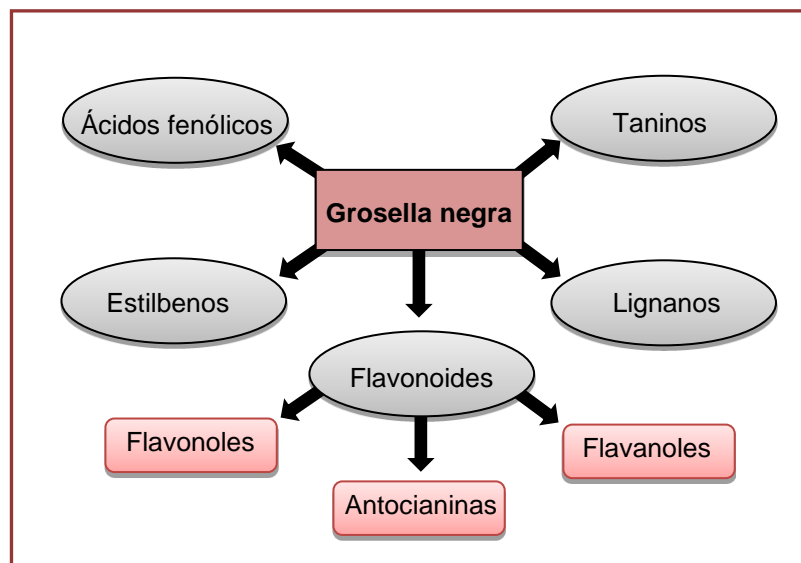 Ácidos fenólicos
Taninos
Grosella negra
Estilbenos
Lignanos
Flavonoides
Flavonoles
Flavanoles
Antocianinas